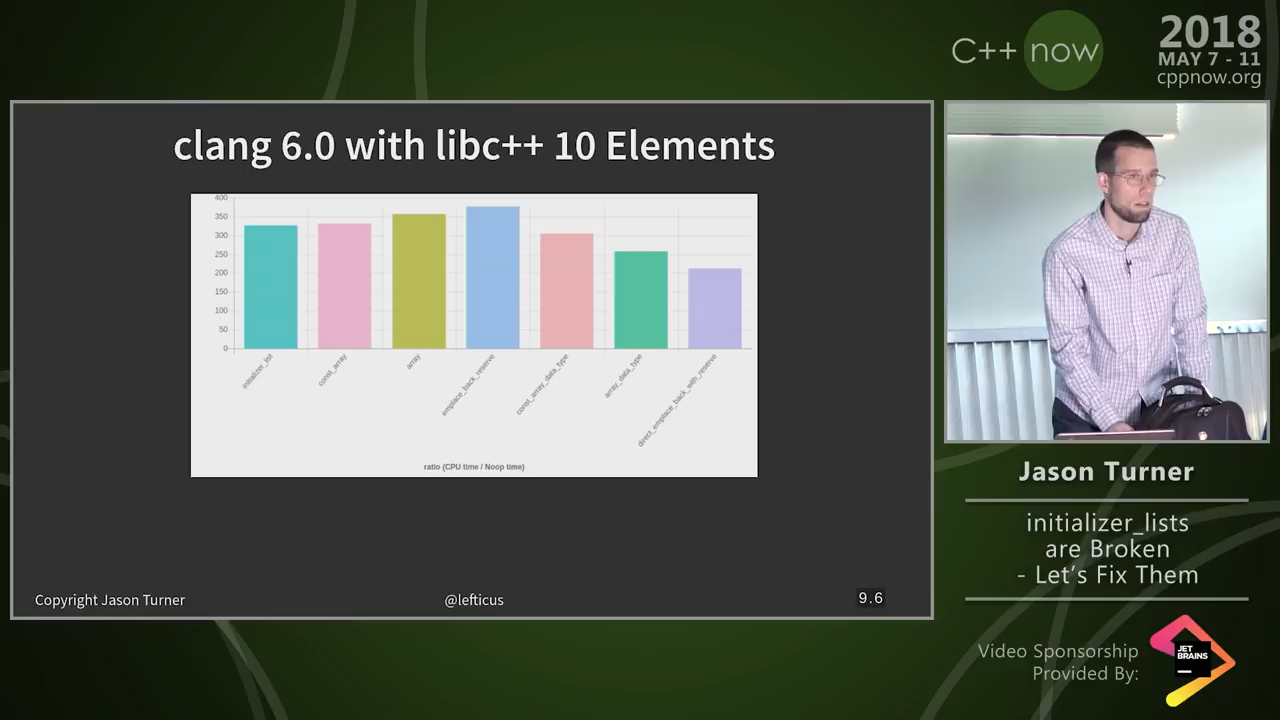 C++ now
2018
MAY 7 - 11
cppnow.org
clang 6.0 with libc++ 10 Elements
400
350
300
250
200
150
100
50
0
initializer_list
const_array
array
emplace_back_reserve
const_array_data_type
array_data_type
direct_emplace_back_with_reserve
ratio (CPU time / Noop time)
Copyright Jason Turner
@lefticus
9.6
Jason Turner
initializer_lists
are Broken
- Let's Fix Them
Video Sponsorship
Provided By:
JET
BRAINS